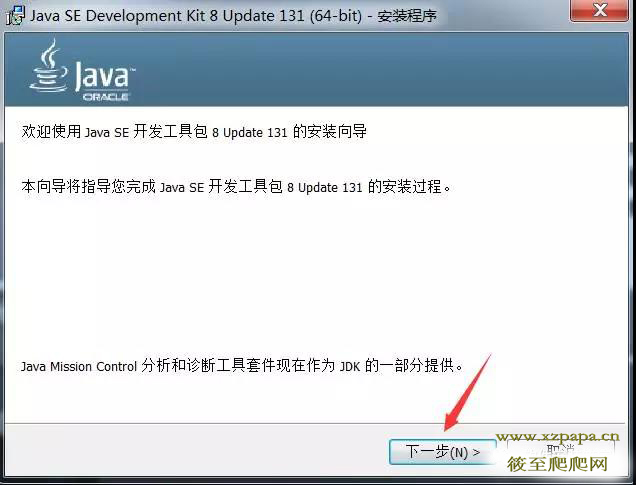 Java SE Development Kit 8 Update 131 (64-bit) - 安装程序
Java™
ORACLE
欢迎使用 Java SE 开发工具包 8 Update 131 的安装向导
本向导将指导您完成 Java SE 开发工具包 8 Update 131 的安装过程。
Java Mission Control 分析和诊断工具套件现在作为 JDK 的一部分提供。
下一步(N) >
取消
www.xzpapa.cn
筱至爬爬网